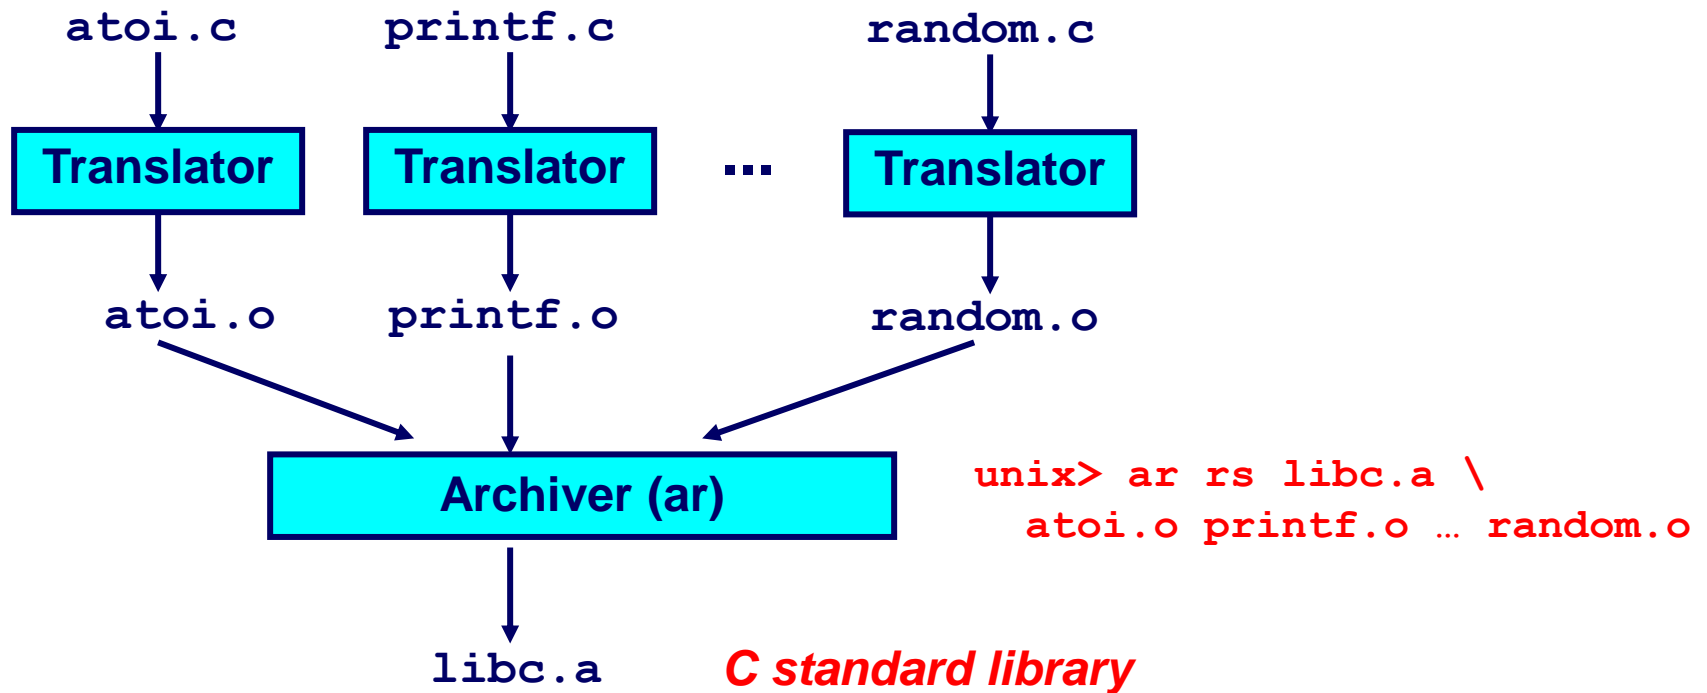 atoi.c printf.c random.c
Translator Translator ... Translator
atoi.o printf.o random.o
Archiver (ar)
unix> ar rs libc.a \
atoi.o printf.o … random.o
libc.a C standard library